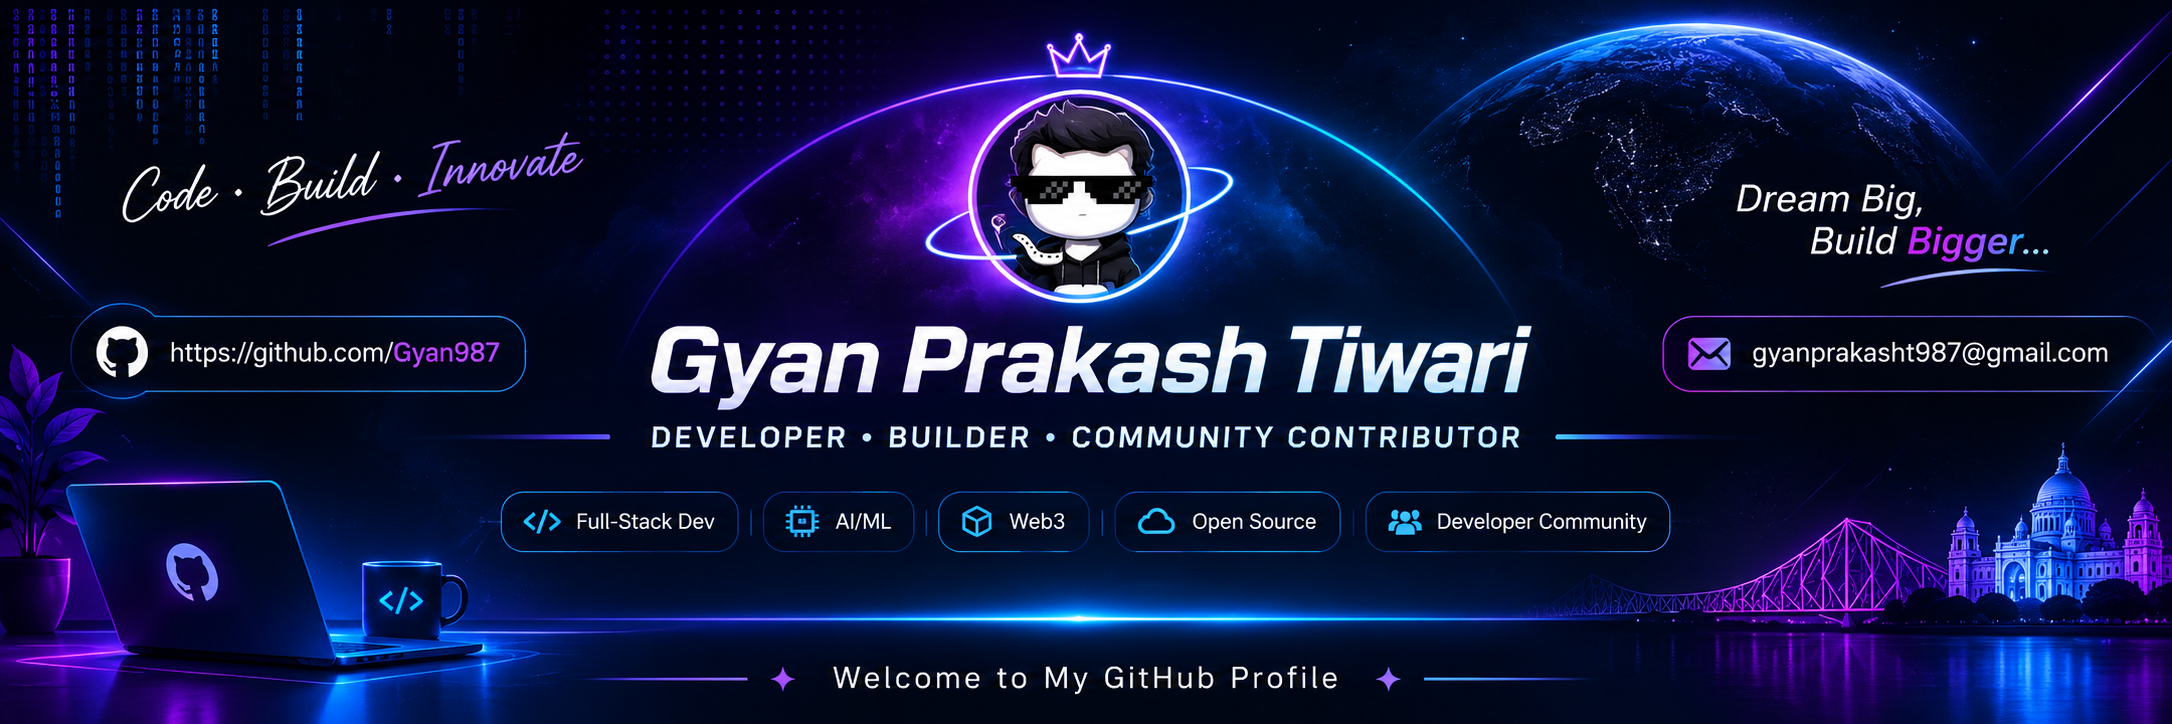 Code · Build · Innovate
Dream Big,
Build Bigger...
https://github.com/Gyan987
gyanprakasht987@gmail.com
Gyan Prakash Tiwari
DEVELOPER • BUILDER • COMMUNITY CONTRIBUTOR
</> Full-Stack Dev
AI/ML
Web3
Open Source
Developer Community
</>
Welcome to My GitHub Profile